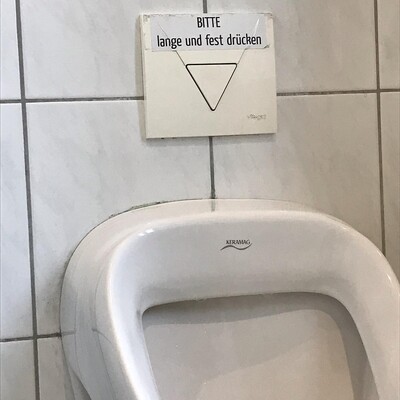 BITTE
lange und fest drücken
KERAMAG